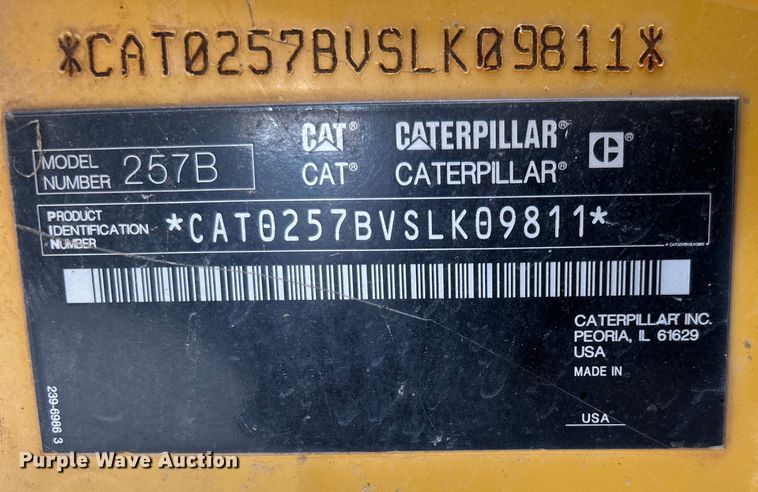 *CAT0257BVSLK09811*
CAT® CATERPILLAR®
CAT® CATERPILLAR® C®
MODEL NUMBER 257B
PRODUCT IDENTIFICATION NUMBER *CAT0257BVSLK09811*
CATERPILLAR INC.
PEORIA, IL 61629
USA
MADE IN
USA
239-6986 3
Purple Wave Auction